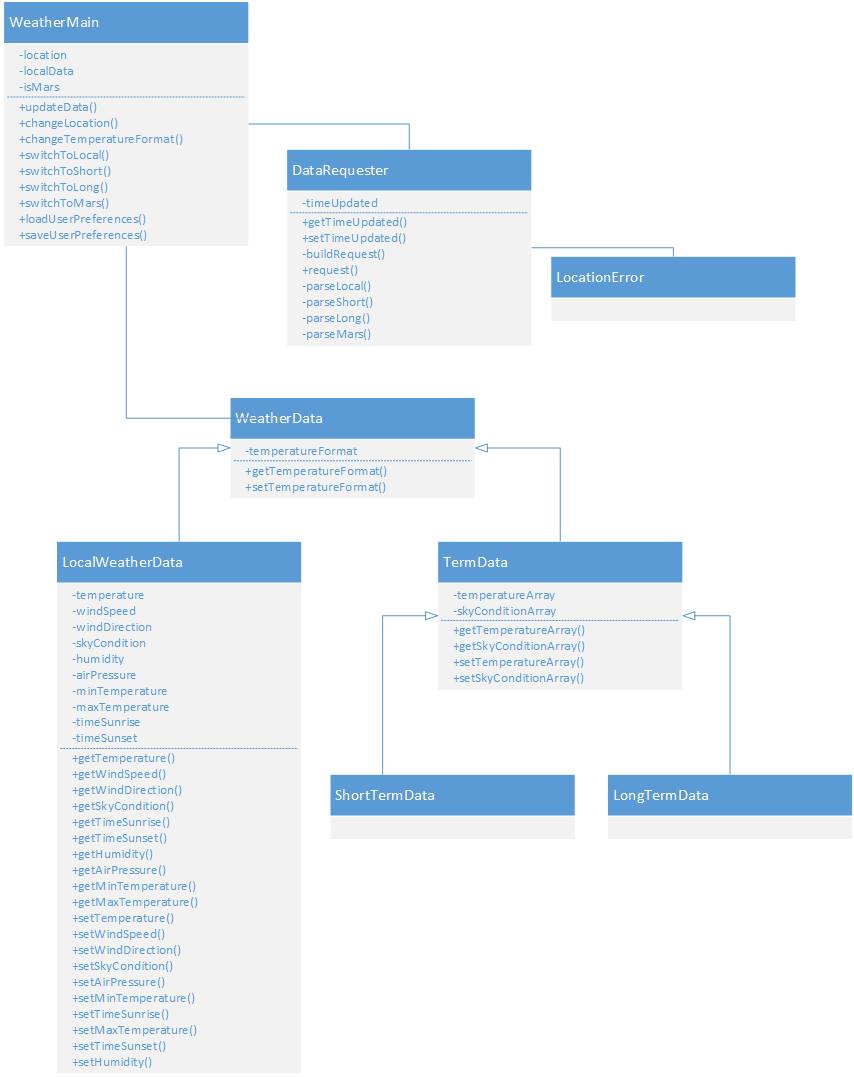 WeatherMain
-location
-localData
-isMars
+updateData()
+changeLocation()
+changeTemperatureFormat()
+switchToLocal()
+switchToShort()
+switchToLong()
+switchToMars()
+loadUserPreferences()
+saveUserPreferences()
DataRequester
-timeUpdated
+getTimeUpdated()
+setTimeUpdated()
-buildRequest()
+request()
-parseLocal()
-parseShort()
-parseLong()
-parseMars()
LocationError
WeatherData
-temperatureFormat
+getTemperatureFormat()
+setTemperatureFormat()
LocalWeatherData
-temperature
-windSpeed
-windDirection
-skyCondition
-humidity
-airPressure
-minTemperature
-maxTemperature
-timeSunrise
-timeSunset
+getTemperature()
+getWindSpeed()
+getWindDirection()
+getSkyCondition()
+getTimeSunrise()
+getTimeSunset()
+getHumidity()
+getAirPressure()
+getMinTemperature()
+getMaxTemperature()
+setTemperature()
+setWindSpeed()
+setWindDirection()
+setSkyCondition()
+setAirPressure()
+setMinTemperature()
+setTimeSunrise()
+setMaxTemperature()
+setTimeSunset()
+setHumidity()
TermData
-temperatureArray
-skyConditionArray
+getTemperatureArray()
+getSkyConditionArray()
+setTemperatureArray()
+setSkyConditionArray()
ShortTermData
LongTermData